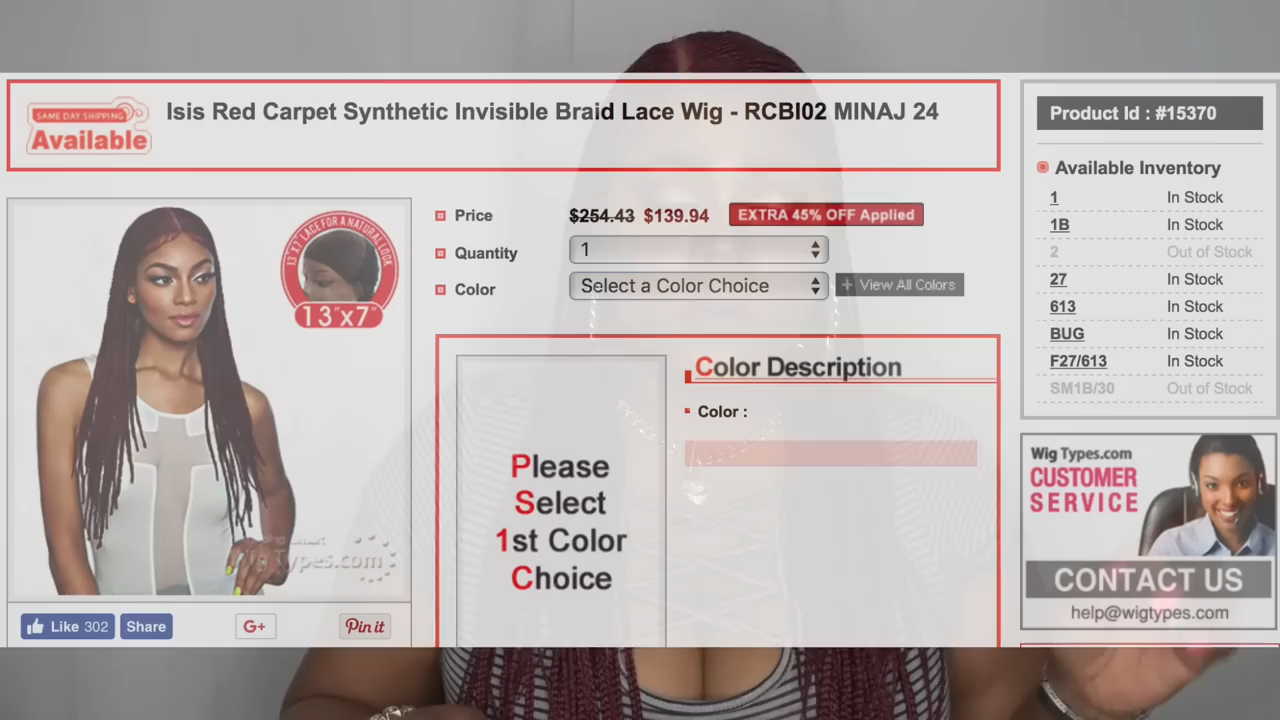 SAME DAY SHIPPING
Available
Isis Red Carpet Synthetic Invisible Braid Lace Wig - RCBI02 MINAJ 24
13"X7" LACE FOR A NATURAL LOOK
13"x7"
Wig Types.com
Like 302
Share
G+
Pin it
Price
$254.43 $139.94
EXTRA 45% OFF Applied
Quantity
1
Color
Select a Color Choice
+ View All Colors
Please
Select
1st Color
Choice
Color Description
Color :
Product Id : #15370
Available Inventory
1 In Stock
1B In Stock
2 Out of Stock
27 In Stock
613 In Stock
BUG In Stock
F27/613 In Stock
SM1B/30 Out of Stock
Wig Types.com
CUSTOMER
SERVICE
CONTACT US
help@wigtypes.com